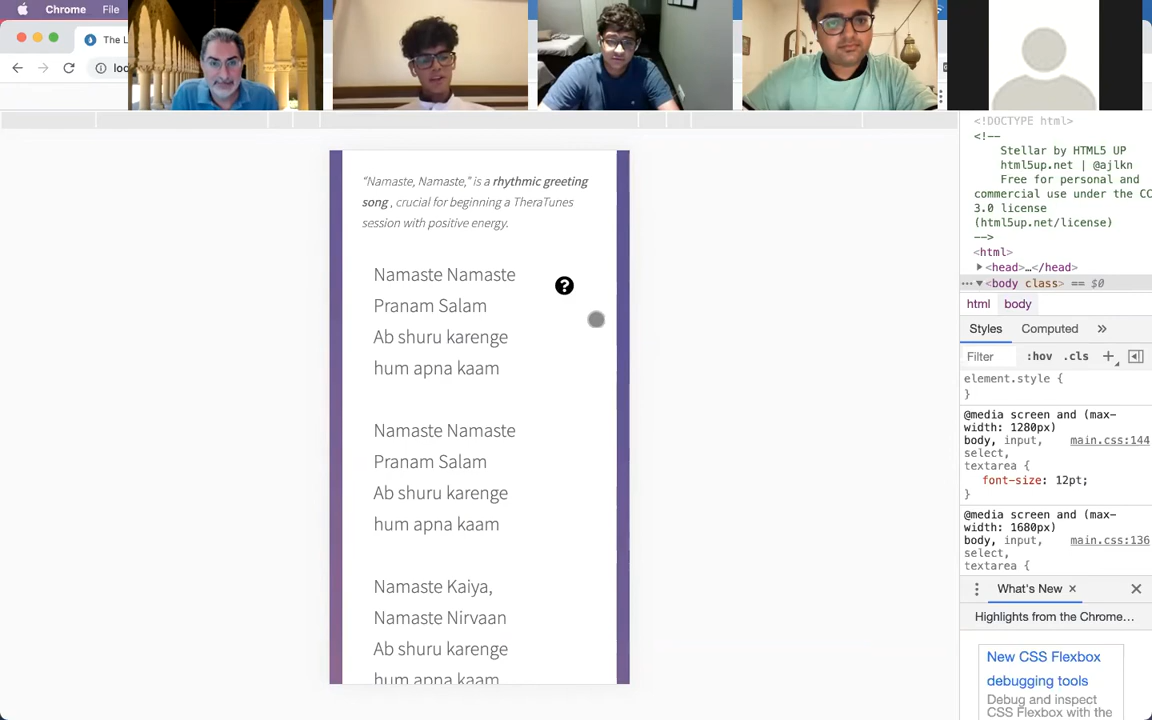 Chrome
File
The L
loc
"Namaste, Namaste," is a rhythmic greeting
song , crucial for beginning a TheraTunes
session with positive energy.
Namaste Namaste
Pranam Salam
Ab shuru karenge
hum apna kaam
Namaste Namaste
Pranam Salam
Ab shuru karenge
hum apna kaam
Namaste Kaiya,
Namaste Nirvaan
Ab shuru karenge
hum apna kaam
<!DOCTYPE html>
<!--
Stellar by HTML5 UP
html5up.net | @ajlkn
Free for personal and
commercial use under the CC
3.0 license
(html5up.net/license)
-->
<html>
<head>…</head>
<body class> == $0
html body
Styles Computed »
Filter :hov .cls +
element.style {
}
@media screen and (max-
width: 1280px)
body, input, main.css:144
select,
textarea {
font-size: 12pt;
}
@media screen and (max-
width: 1680px)
body, input, main.css:136
select,
textarea {
What's New ×
Highlights from the Chrome…
New CSS Flexbox
debugging tools
Debug and inspect
CSS Flexbox with the